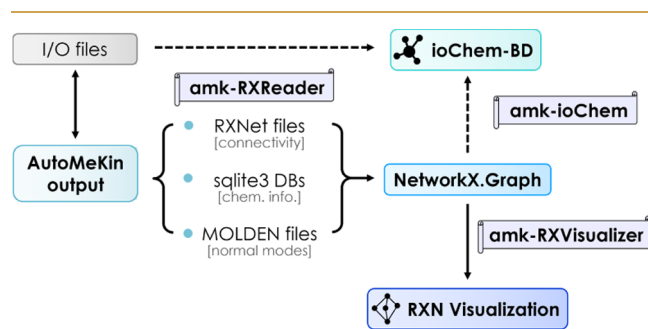 I/O files
ioChem-BD
amk-RXReader
amk-ioChem
RXNet files
[connectivity]
AutoMeKin
output
sqlite3 DBs
[chem. info.]
NetworkX.Graph
MOLDEN files
[normal modes]
amk-RXVisualizer
RXN Visualization